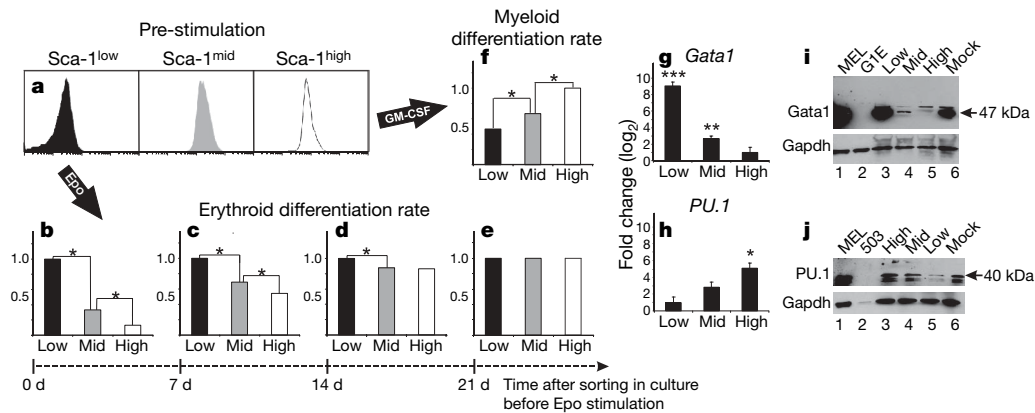 Pre-stimulation
Sca-1low Sca-1mid Sca-1high
a
GM-CSF
Epo
Myeloid
differentiation rate
f
1.0
0.5
* *
Low Mid High
Erythroid differentiation rate
b
1.0
0.5
* *
Low Mid High
c
1.0
0.5
* *
Low Mid High
d
1.0
0.5
*
Low Mid High
e
1.0
0.5
Low Mid High
0 d 7 d 14 d 21 d Time after sorting in culture
before Epo stimulation
Fold change (log2)
g Gata1
10
8
6
4
2
0
*** **
Low Mid High
h PU.1
10
8
6
4
2
0
*
Low Mid High
i
MEL G1E Low Mid High Mock
Gata1 47 kDa
Gapdh
1 2 3 4 5 6
j
MEL 503 High Mid Low Mock
PU.1 40 kDa
Gapdh
1 2 3 4 5 6